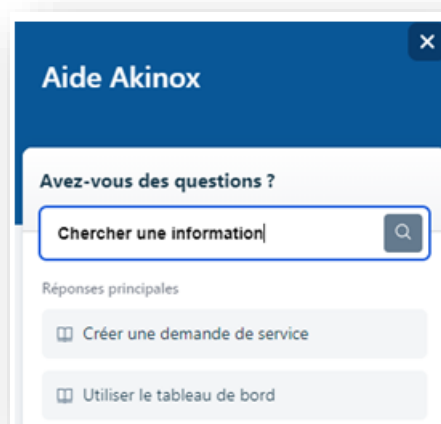 Aide Akinox
Avez-vous des questions ?
Chercher une information
Réponses principales
Créer une demande de service
Utiliser le tableau de bord